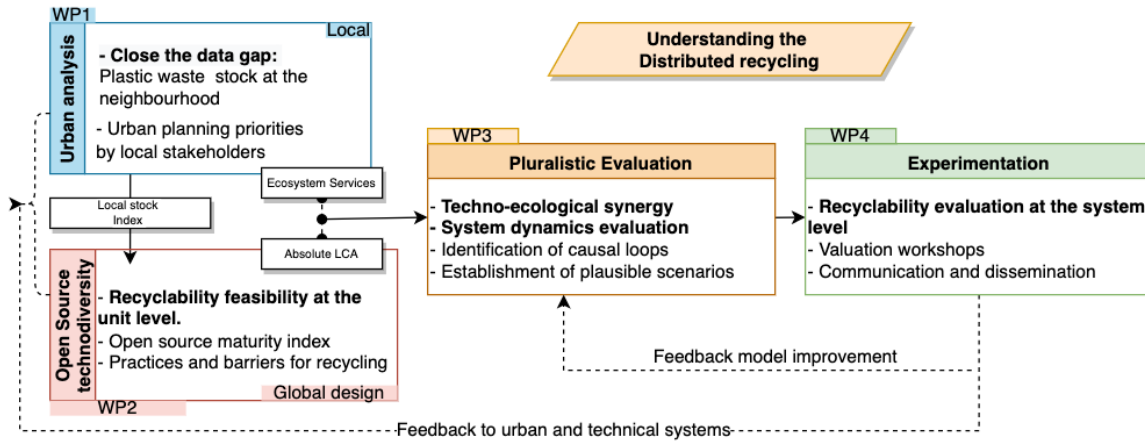 WP1
Local
Urban analysis
- Close the data gap:
Plastic waste stock at the
neighbourhood
- Urban planning priorities
by local stakeholders
Ecosystem Services
Local stock
Index
Absolute LCA
Open Source
technodiversity
- Recyclability feasibility at the
unit level.
- Open source maturity index
- Practices and barriers for recycling
Global design
WP2
Understanding the
Distributed recycling
WP3
Pluralistic Evaluation
- Techno-ecological synergy
- System dynamics evaluation
- Identification of causal loops
- Establishment of plausible scenarios
WP4
Experimentation
- Recyclability evaluation at the system
level
- Valuation workshops
- Communication and dissemination
Feedback model improvement
Feedback to urban and technical systems